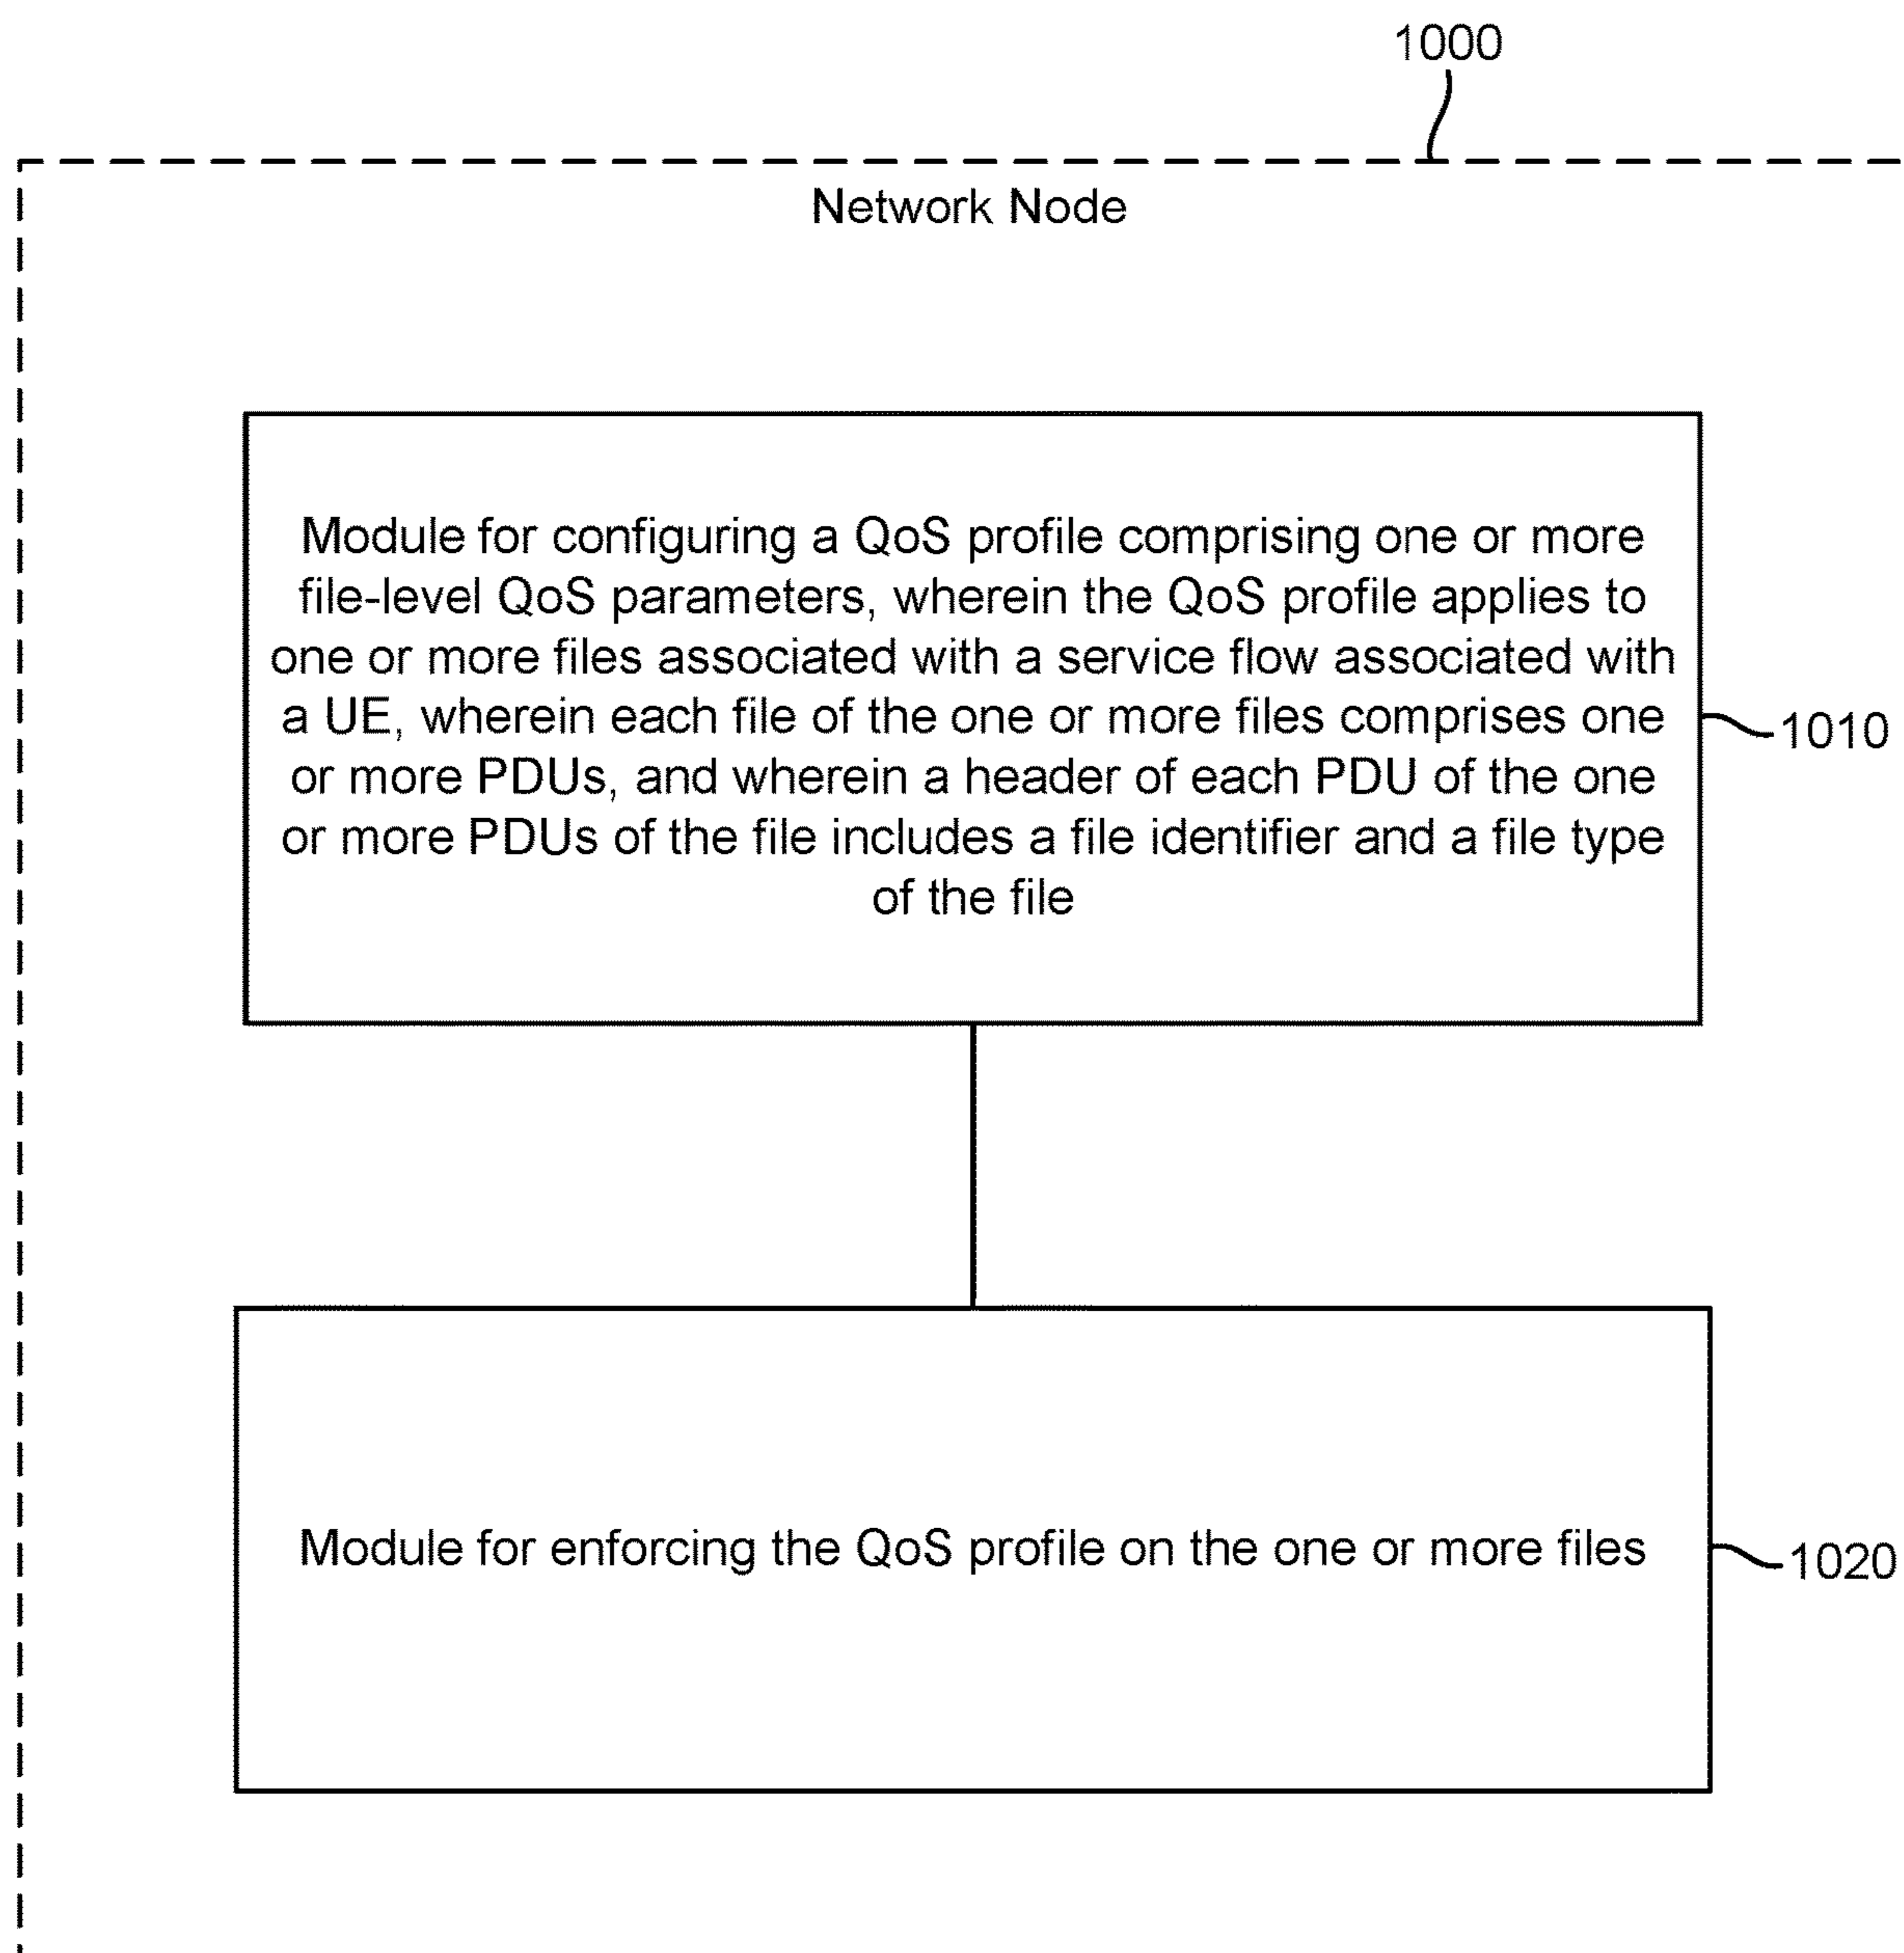 1000
Network Node
Module for configuring a QoS profile comprising one or more
file-level QoS parameters, wherein the QoS profile applies to
one or more files associated with a service flow associated with
a UE, wherein each file of the one or more files comprises one
or more PDUs, and wherein a header of each PDU of the one
or more PDUs of the file includes a file identifier and a file type
of the file
1010
Module for enforcing the QoS profile on the one or more files
1020